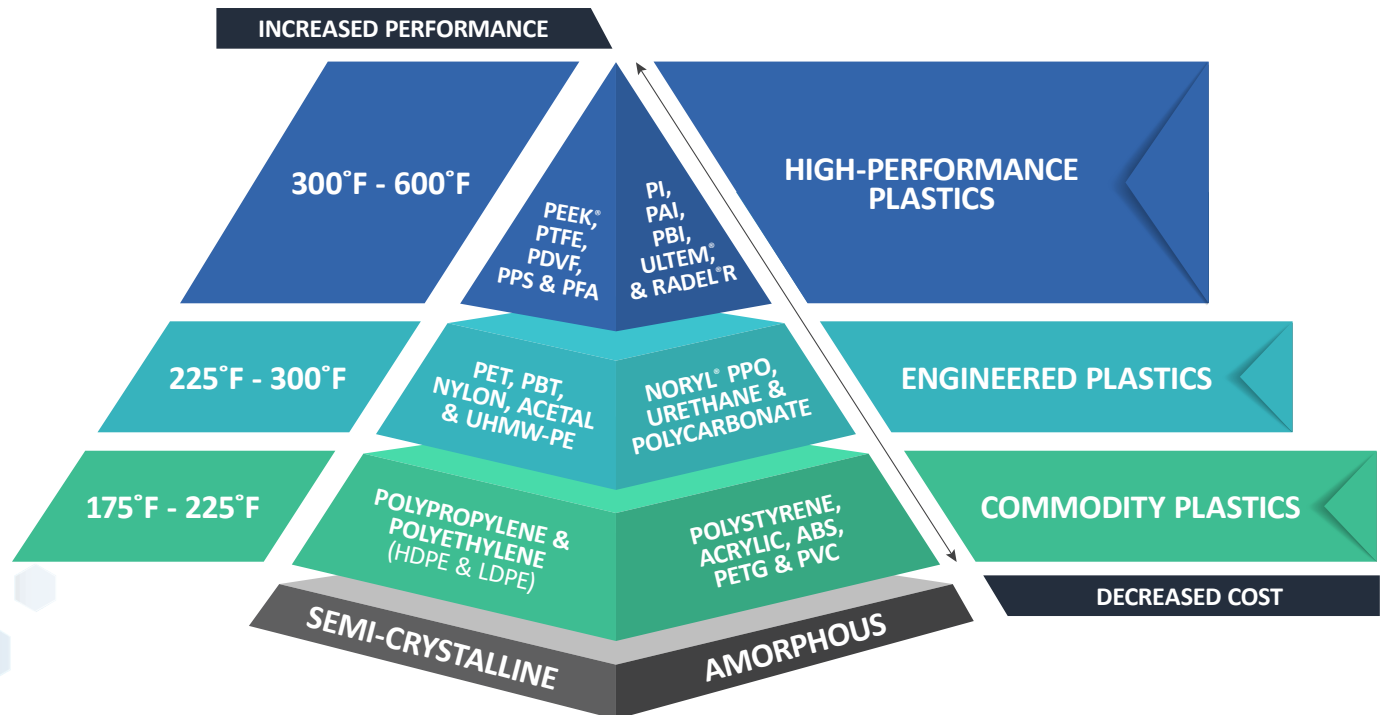 INCREASED PERFORMANCE
300˚F - 600˚F
PEEK®,
PTFE,
PDVF,
PPS & PFA
PI,
PAI,
PBI,
ULTEM,®
& RADEL®R
HIGH-PERFORMANCE
PLASTICS
225˚F - 300˚F
PET, PBT,
NYLON, ACETAL
& UHMW-PE
NORYL® PPO,
URETHANE &
POLYCARBONATE
ENGINEERED PLASTICS
175˚F - 225˚F
POLYPROPYLENE &
POLYETHYLENE
(HDPE & LDPE)
POLYSTYRENE,
ACRYLIC, ABS,
PETG & PVC
COMMODITY PLASTICS
DECREASED COST
SEMI-CRYSTALLINE
AMORPHOUS